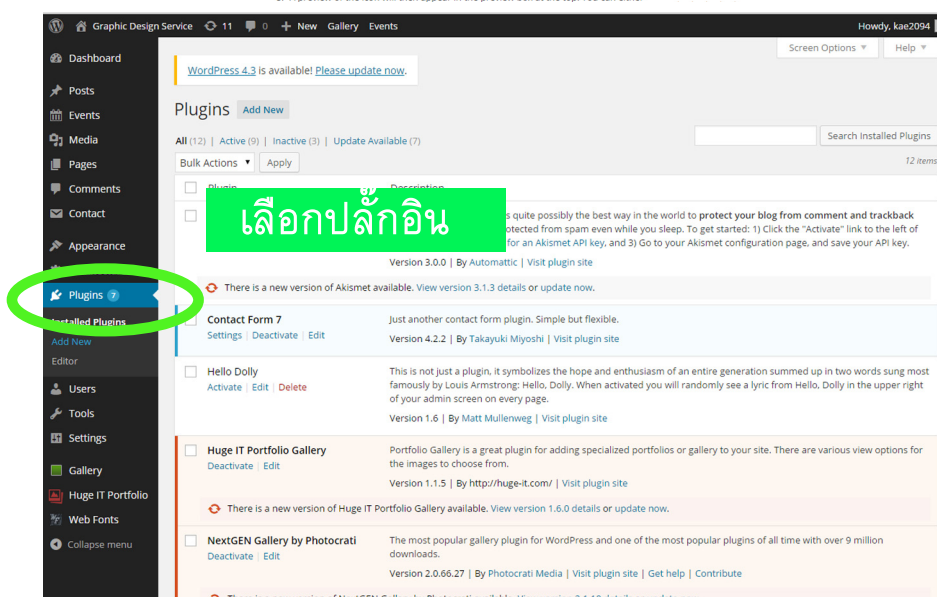 Graphic Design Service 11 0 + New Gallery Events Howdy, kae2094
Screen Options Help
Dashboard
WordPress 4.3 is available! Please update now.
Posts
Events
Media
Pages
Comments
Contact
Appearance
Plugins 7
Installed Plugins
Add New
Editor
Users
Tools
Settings
Gallery
Huge IT Portfolio
Web Fonts
Collapse menu
Plugins Add New
All (12) | Active (9) | Inactive (3) | Update Available (7)
Search Installed Plugins
Bulk Actions Apply
12 items
เลือกปลั๊กอิน
s quite possibly the best way in the world to protect your blog from comment and trackback
otected from spam even while you sleep. To get started: 1) Click the "Activate" link to the left of
for an Akismet API key, and 3) Go to your Akismet configuration page, and save your API key.
Version 3.0.0 | By Automattic | Visit plugin site
There is a new version of Akismet available. View version 3.1.3 details or update now.
Contact Form 7
Settings | Deactivate | Edit
Just another contact form plugin. Simple but flexible.
Version 4.2.2 | By Takayuki Miyoshi | Visit plugin site
Hello Dolly
Activate | Edit | Delete
This is not just a plugin, it symbolizes the hope and enthusiasm of an entire generation summed up in two words sung most
famously by Louis Armstrong: Hello, Dolly. When activated you will randomly see a lyric from Hello, Dolly in the upper right
of your admin screen on every page.
Version 1.6 | By Matt Mullenweg | Visit plugin site
Huge IT Portfolio Gallery
Deactivate | Edit
Portfolio Gallery is a great plugin for adding specialized portfolios or gallery to your site. There are various view options for
the images to choose from.
Version 1.1.5 | By http://huge-it.com/ | Visit plugin site
There is a new version of Huge IT Portfolio Gallery available. View version 1.6.0 details or update now.
NextGEN Gallery by Photocrati
Deactivate | Edit
The most popular gallery plugin for WordPress and one of the most popular plugins of all time with over 9 million
downloads.
Version 2.0.66.27 | By Photocrati Media | Visit plugin site | Get help | Contribute